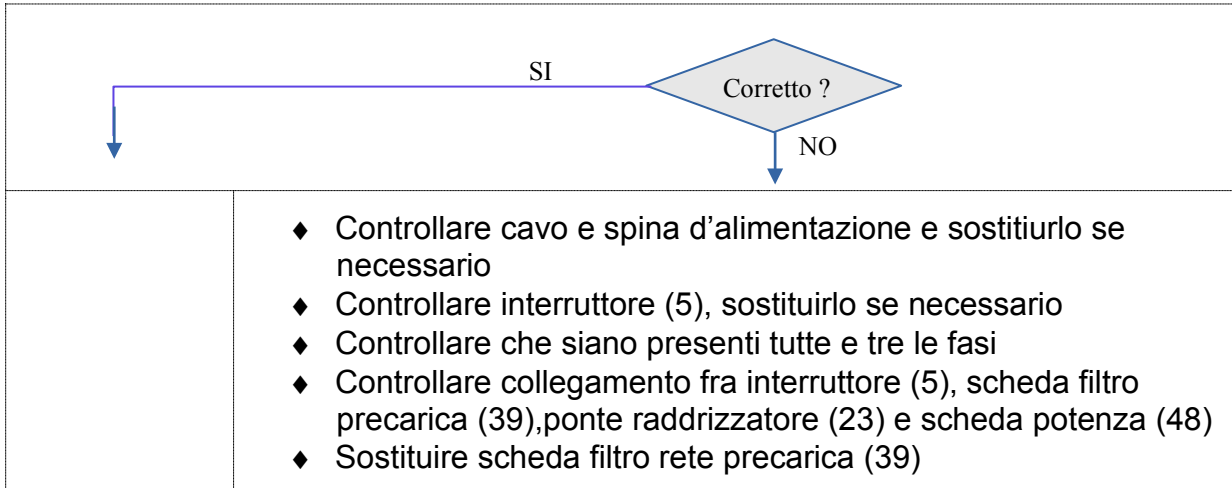 SI
Corretto ?
NO
♦ Controllare cavo e spina d’alimentazione e sostitiurlo se
necessario
♦ Controllare interruttore (5), sostituirlo se necessario
♦ Controllare che siano presenti tutte e tre le fasi
♦ Controllare collegamento fra interruttore (5), scheda filtro
precarica (39),ponte raddrizzatore (23) e scheda potenza (48)
♦ Sostituire scheda filtro rete precarica (39)